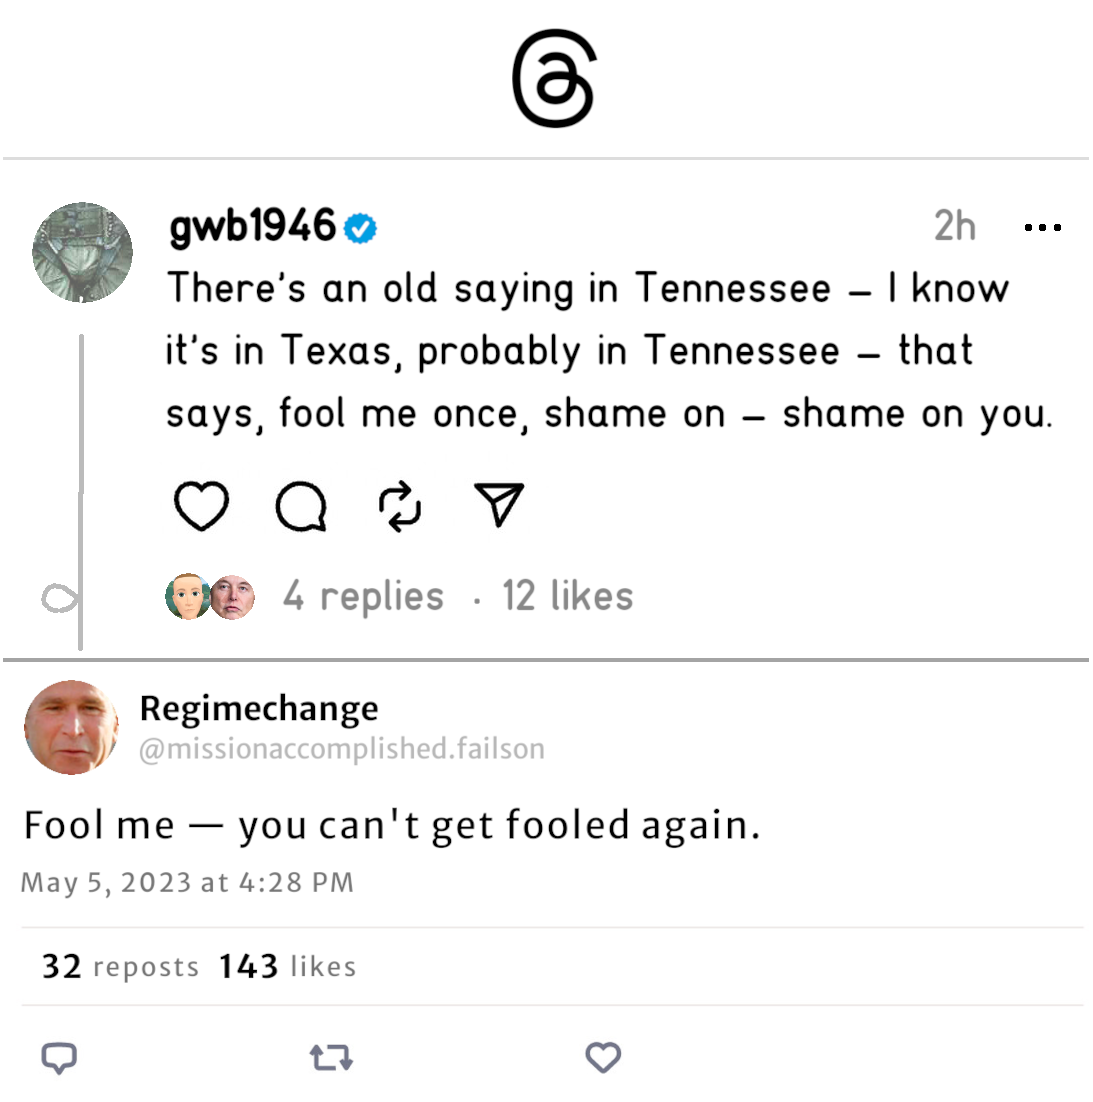 gwb1946
2h
There's an old saying in Tennessee – I know
it's in Texas, probably in Tennessee – that
says, fool me once, shame on – shame on you.
4 replies · 12 likes
Regimechange
@missionaccomplished.failson
Fool me — you can't get fooled again.
May 5, 2023 at 4:28 PM
32 reposts 143 likes